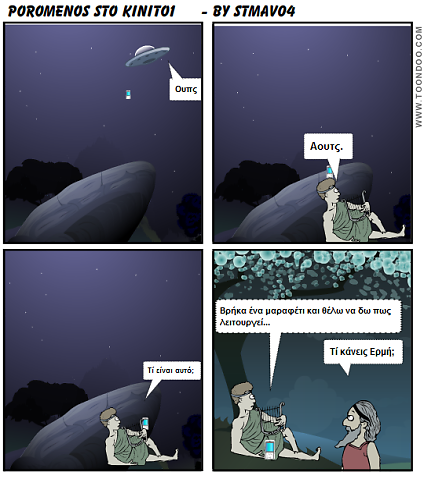 POROMENOS STO KINITO1 - BY STMAVO4
Ουπς
Αουτς.
Τί είναι αυτό;
Βρήκα ένα μαραφέτι και θέλω να δω πως
λειτουργεί...
Τί κάνεις Ερμή;
WWW.TOONDOO.COM